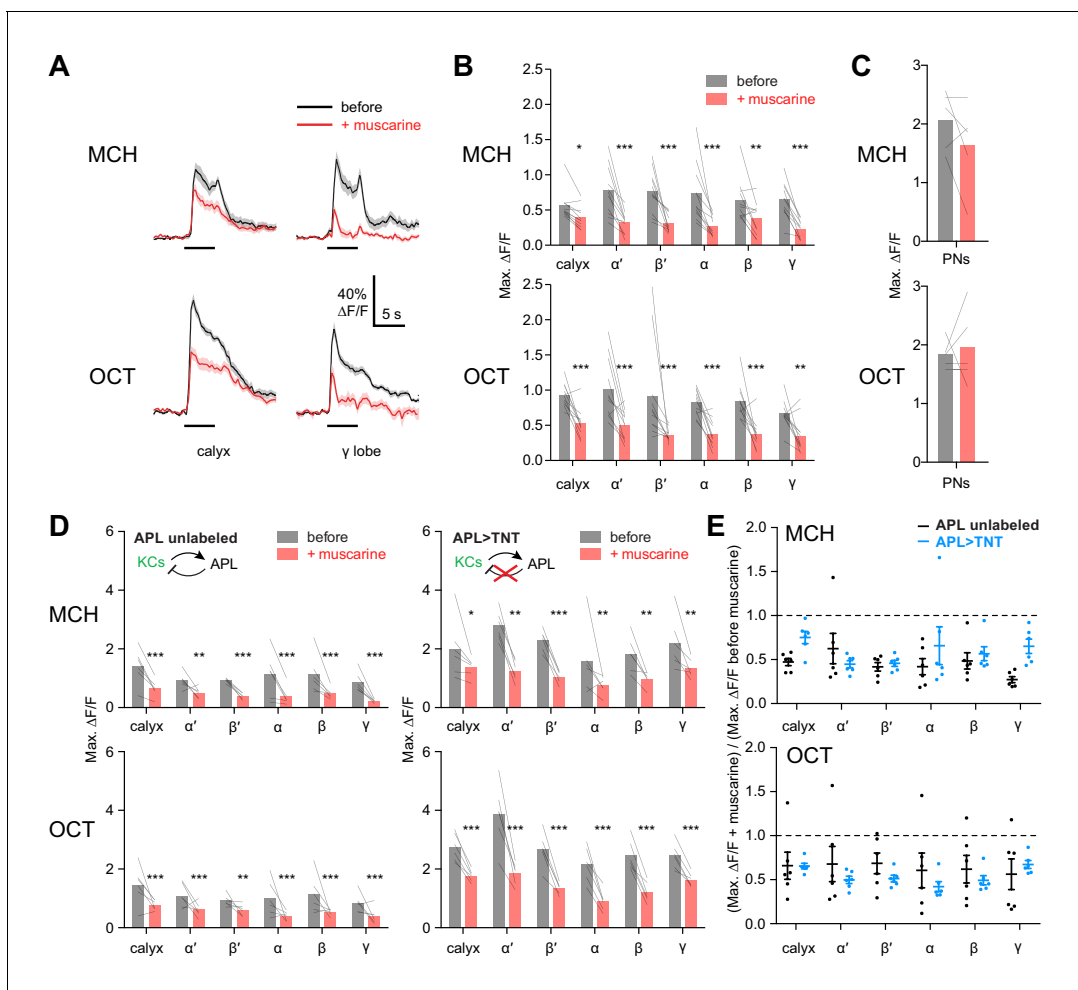 A
before
+ muscarine
MCH
OCT
40%
ΔF/F
5 s
calyx
γ lobe
B
before
+ muscarine
MCH
2.5
2.0
1.5
1.0
0.5
0.0
* *** *** *** ** ***
calyx α′ β′ α β γ
Max. ΔF/F
OCT
2.5
2.0
1.5
1.0
0.5
0.0
*** *** *** *** *** **
calyx α′ β′ α β γ
C
3
2
1
0
PNs
Max. ΔF/F
3
2
1
0
PNs
D
APL unlabeled
KCs
APL
before
+ muscarine
MCH
6
4
2
0
*** ** *** *** *** ***
calyx α′ β′ α β γ
Max. ΔF/F
OCT
6
4
2
0
*** *** ** *** *** ***
calyx α′ β′ α β γ
APL>TNT
KCs
APL
before
+ muscarine
6
4
2
0
* ** *** ** ** **
calyx α′ β′ α β γ
Max. ΔF/F
6
4
2
0
*** *** *** *** *** ***
calyx α′ β′ α β γ
E
MCH
APL unlabeled
APL>TNT
2.0
1.5
1.0
0.5
0.0
(Max. ΔF/F + muscarine) / (Max. ΔF/F before muscarine)
OCT
2.0
1.5
1.0
0.5
0.0
calyx α′ β′ α β γ